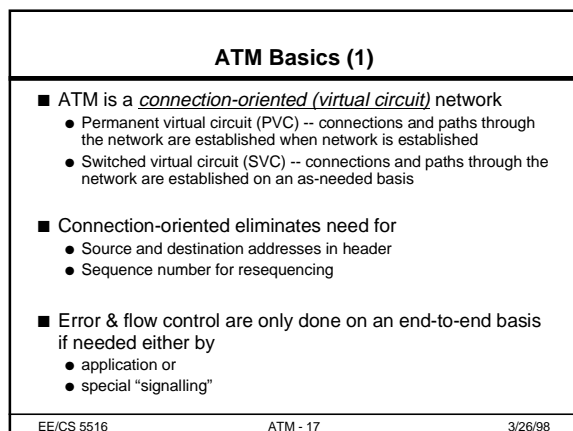 ATM Basics (1)
■ ATM is a connection-oriented (virtual circuit) network
● Permanent virtual circuit (PVC) -- connections and paths through
the network are established when network is established
● Switched virtual circuit (SVC) -- connections and paths through the
network are established on an as-needed basis
■ Connection-oriented eliminates need for
● Source and destination addresses in header
● Sequence number for resequencing
■ Error & flow control are only done on an end-to-end basis
if needed either by
● application or
● special “signalling”
EE/CS 5516 ATM - 17 3/26/98